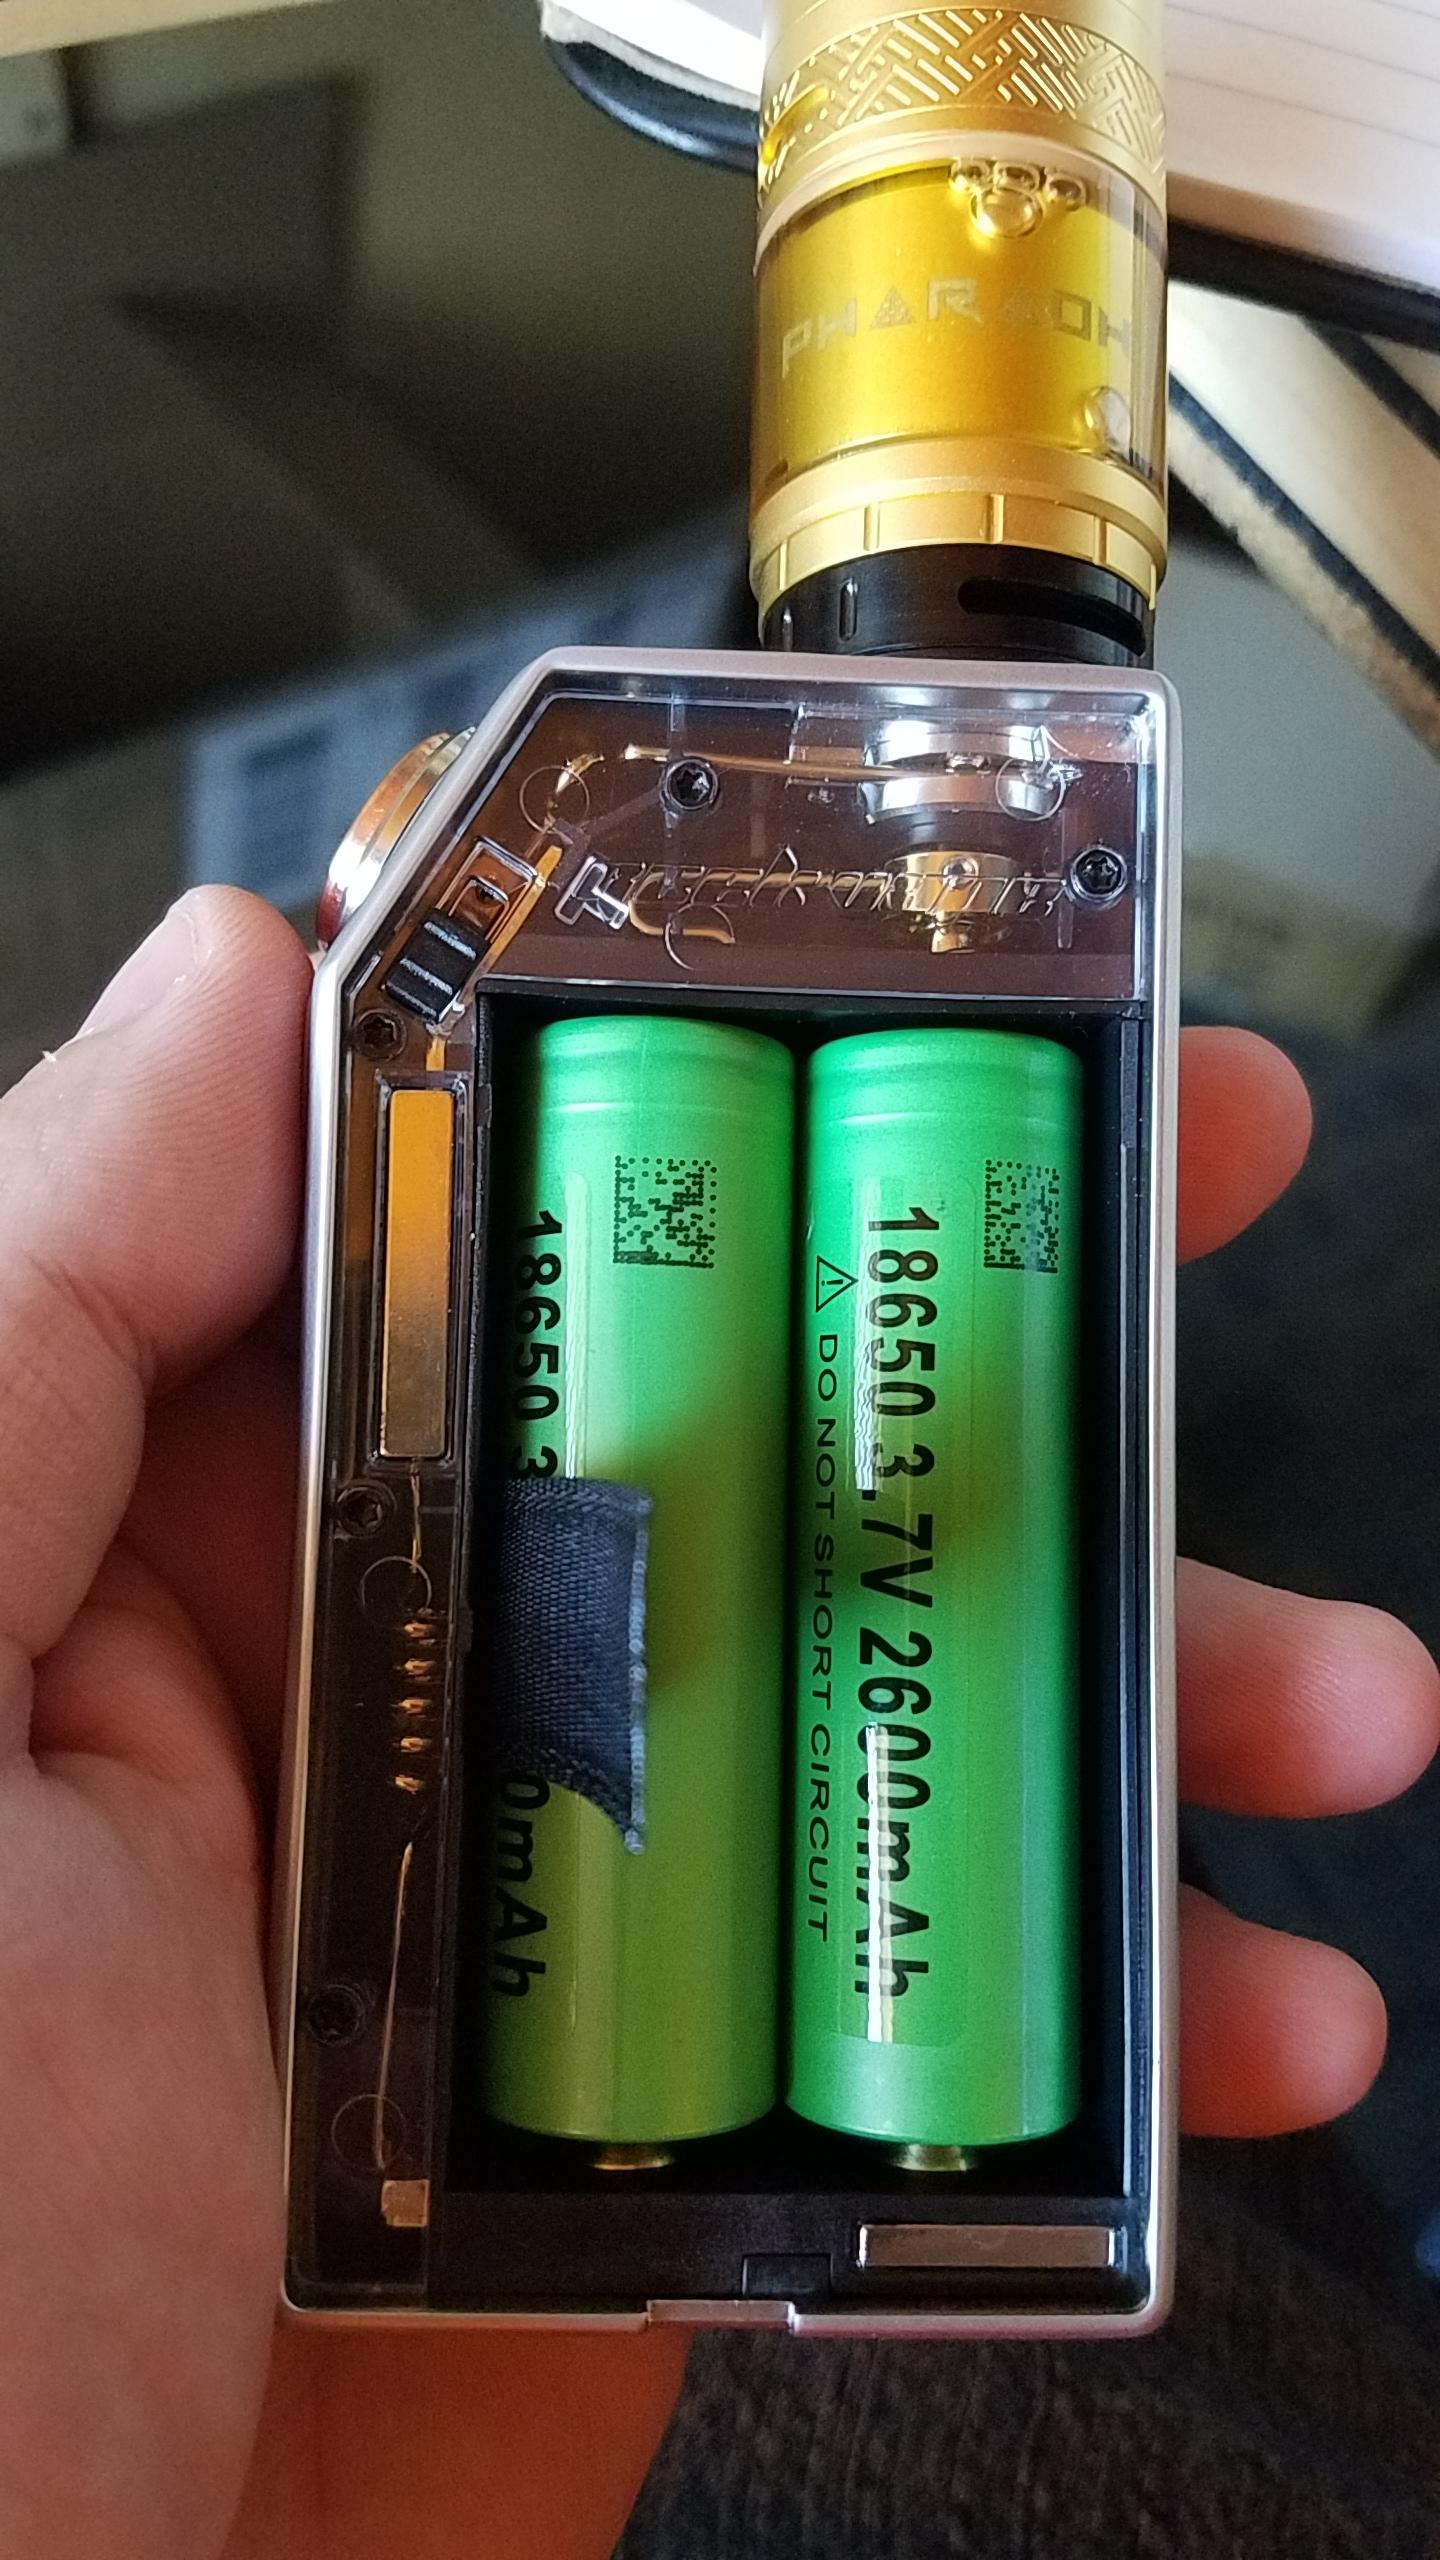 PHARAOH
18650 3
0mAh
18650 3.7V 2600mAh
DO NOT SHORT CIRCUIT